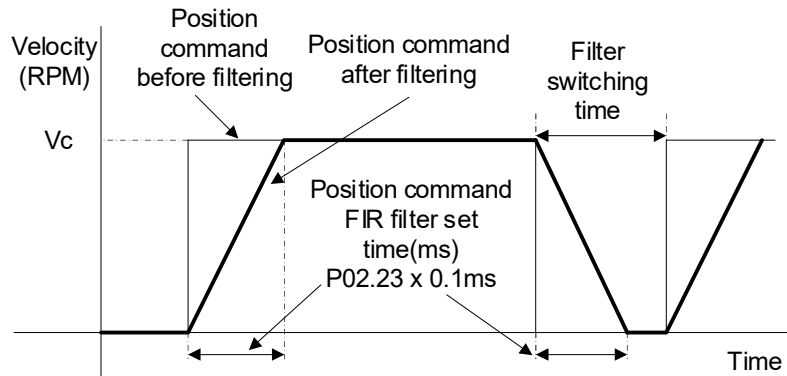 Velocity
(RPM)
Position
command
before filtering
Position command
after filtering
Filter
switching
time
Vc
Position command
FIR filter set
time(ms)
P02.23 x 0.1ms
Time